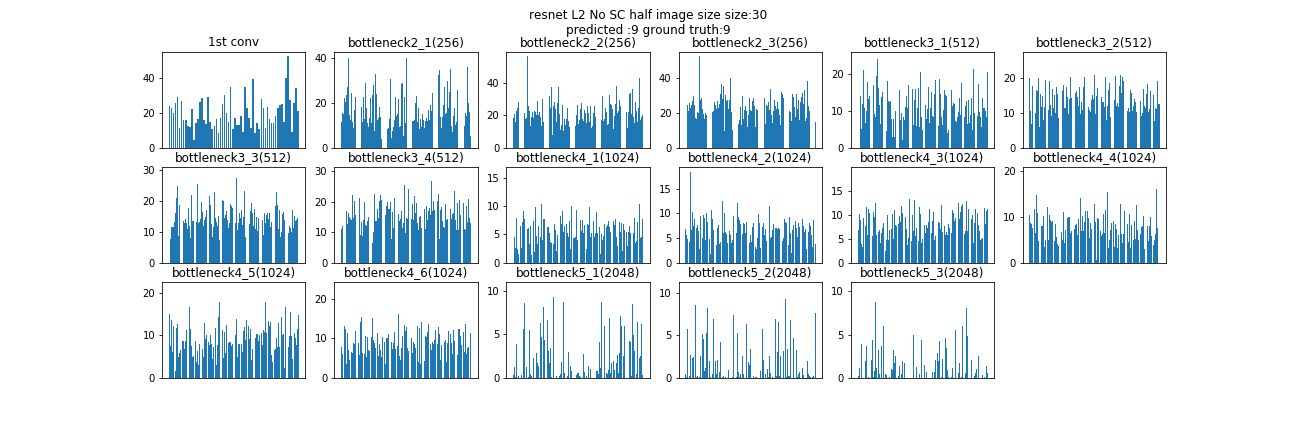 resnet L2 No SC half image size size:30
predicted :9 ground truth:9
1st conv
bottleneck2_1(256)
bottleneck2_2(256)
bottleneck2_3(256)
bottleneck3_1(512)
bottleneck3_2(512)
40
20
0
40
20
0
40
20
0
40
20
0
20
10
0
20
10
0
bottleneck3_3(512)
bottleneck3_4(512)
bottleneck4_1(1024)
bottleneck4_2(1024)
bottleneck4_3(1024)
bottleneck4_4(1024)
30
20
10
0
30
20
10
0
15
10
5
0
15
10
5
0
15
10
5
0
20
10
0
bottleneck4_5(1024)
bottleneck4_6(1024)
bottleneck5_1(2048)
bottleneck5_2(2048)
bottleneck5_3(2048)
20
10
0
20
10
0
10
5
0
10
5
0
10
5
0